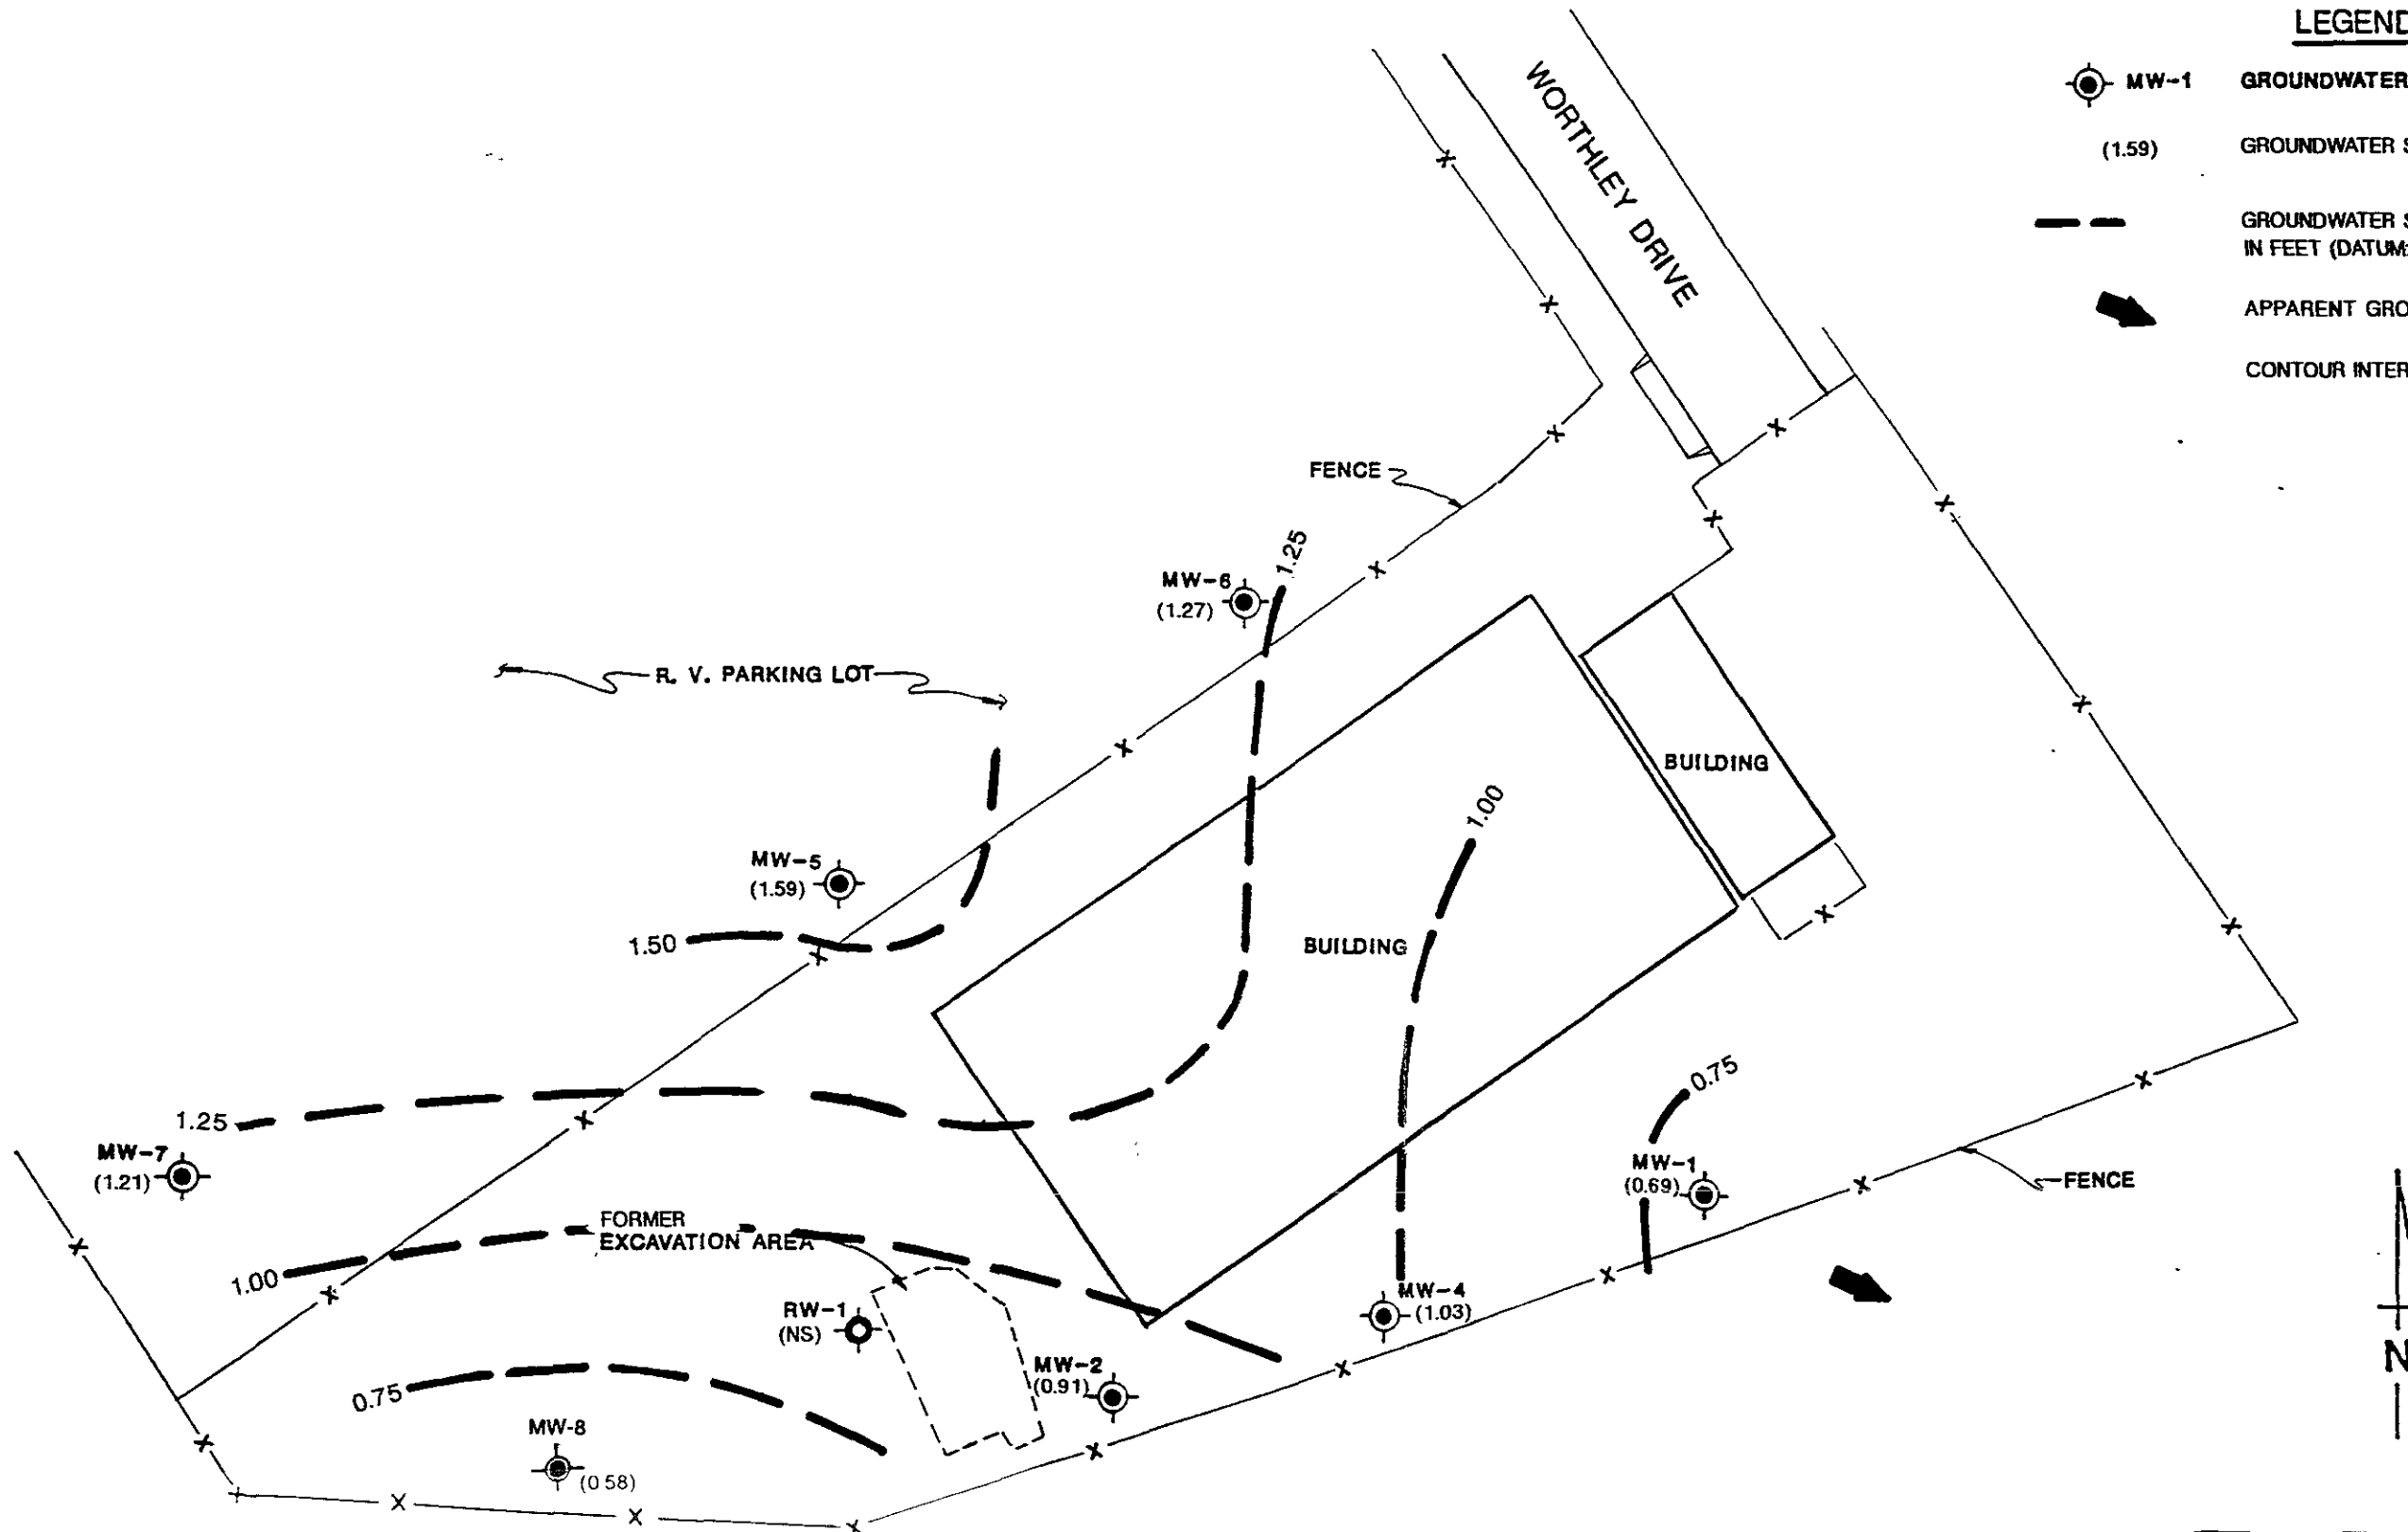 LEGEND
MW-1 GROUNDWATER
(1.59) GROUNDWATER S
GROUNDWATER S
IN FEET (DATUM:
APPARENT GRO
CONTOUR INTER
WORTHLEY DRIVE
FENCE
1.25
MW-6
(1.27)
R. V. PARKING LOT
BUILDING
1.00
MW-5
(1.59)
1.50
BUILDING
0.75
1.25
MW-7
(1.21)
MW-1
(0.69)
FENCE
FORMER
EXCAVATION AREA
1.00
RW-1
(NS)
MW-4
(1.03)
MW-2
(0.91)
0.75
MW-8
(0 58)
N